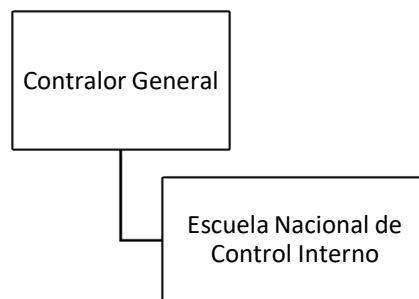 Contralor General
Escuela Nacional de
Control Interno